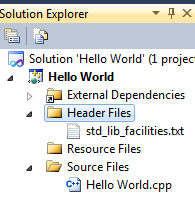 Solution Explorer
Solution 'Hello World' (1 projec
Hello World
External Dependencies
Header Files
std_lib_facilities.txt
Resource Files
Source Files
Hello World.cpp